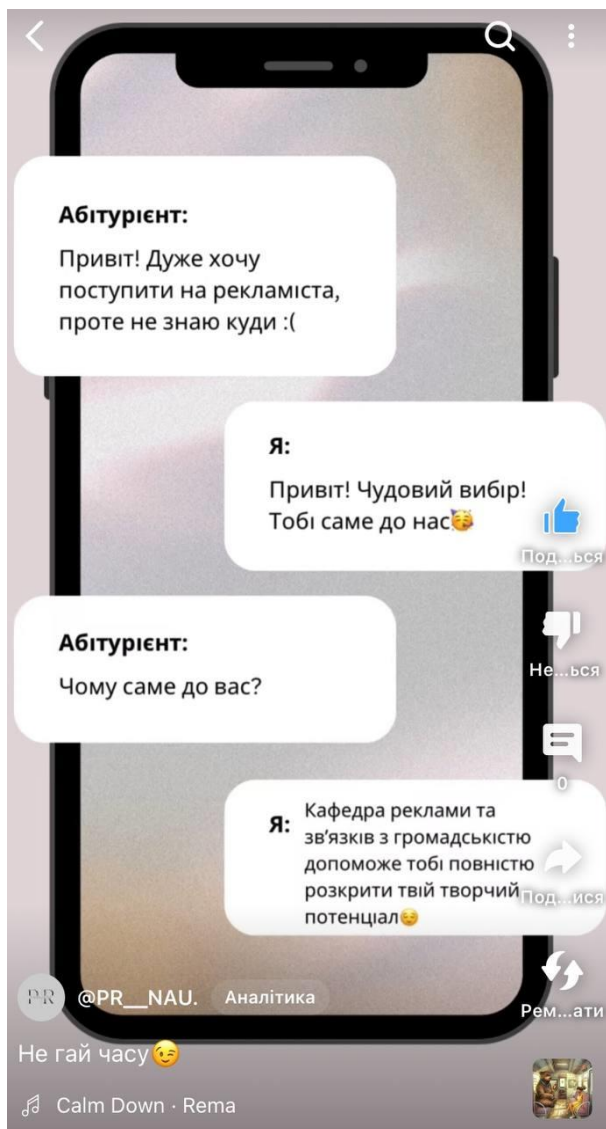 Абітурієнт:
Привіт! Дуже хочу
поступити на рекламіста,
проте не знаю куди :(
Я:
Привіт! Чудовий вибір!
Тобі саме до нас🥳
Под...ься
Абітурієнт:
Чому саме до вас?
Не...ься
0
Я:
Кафедра реклами та
зв’язків з громадськістю
допоможе тобі повністю
розкрити твій творчий
потенціал😌
Под...ися
PR
@PR__NAU.
Аналітика
Рем...ати
Не гай часу😉
Calm Down · Rema